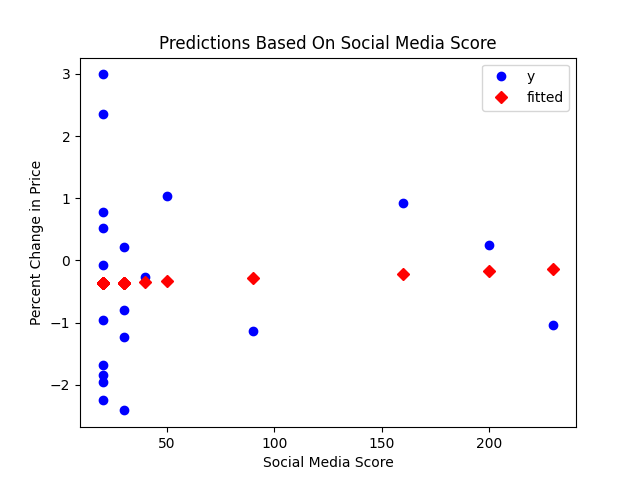 Predictions Based On Social Media Score
y
fitted
Percent Change in Price
3
2
1
0
−1
−2
50
100
150
200
Social Media Score